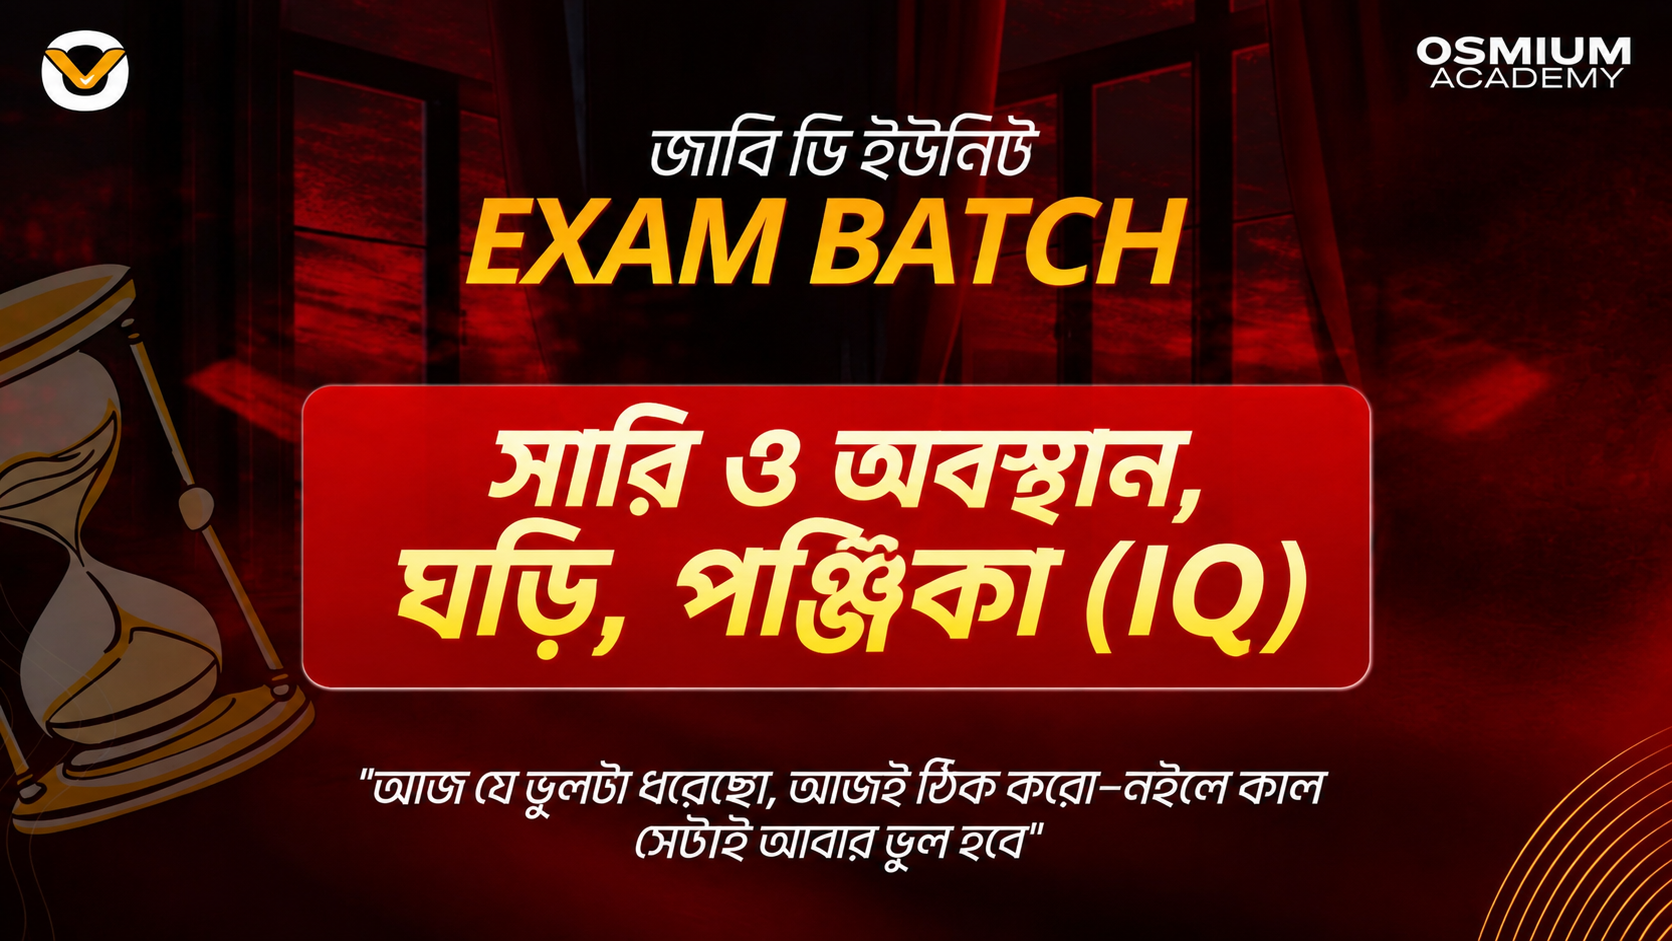 OSMIUM
ACADEMY
জাবি ডি ইউনিট
EXAM BATCH
সারি ও অবস্থান,
ঘড়ি, পঞ্জিকা (IQ)
"আজ যে ভুলটা ধরেছো, আজই ঠিক করো–নইলে কাল
সেটাই আবার ভুল হবে"